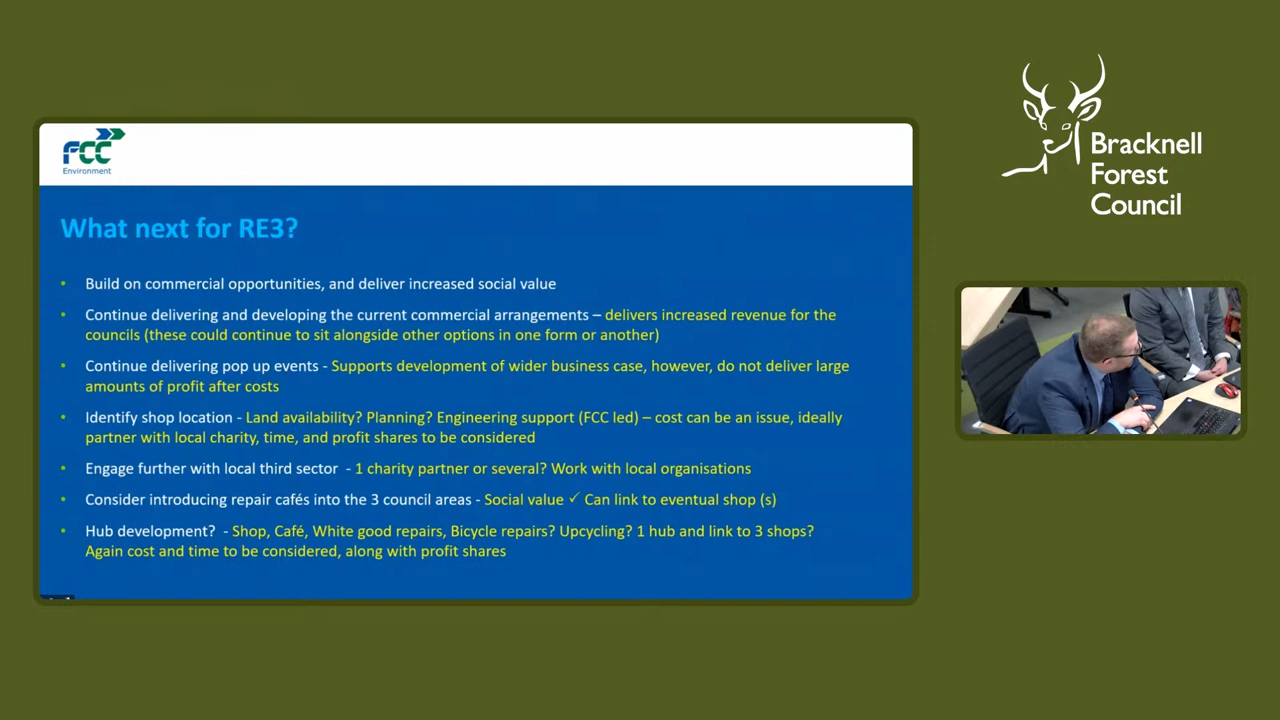 FCC
Environment
What next for RE3?
• Build on commercial opportunities, and deliver increased social value
• Continue delivering and developing the current commercial arrangements – delivers increased revenue for the
councils (these could continue to sit alongside other options in one form or another)
• Continue delivering pop up events - Supports development of wider business case, however, do not deliver large
amounts of profit after costs
• Identify shop location - Land availability? Planning? Engineering support (FCC led) – cost can be an issue, ideally
partner with local charity, time, and profit shares to be considered
• Engage further with local third sector - 1 charity partner or several? Work with local organisations
• Consider introducing repair cafés into the 3 council areas - Social value ✓ Can link to eventual shop (s)
• Hub development? - Shop, Café, White good repairs, Bicycle repairs? Upcycling? 1 hub and link to 3 shops?
Again cost and time to be considered, along with profit shares
Bracknell
Forest
Council